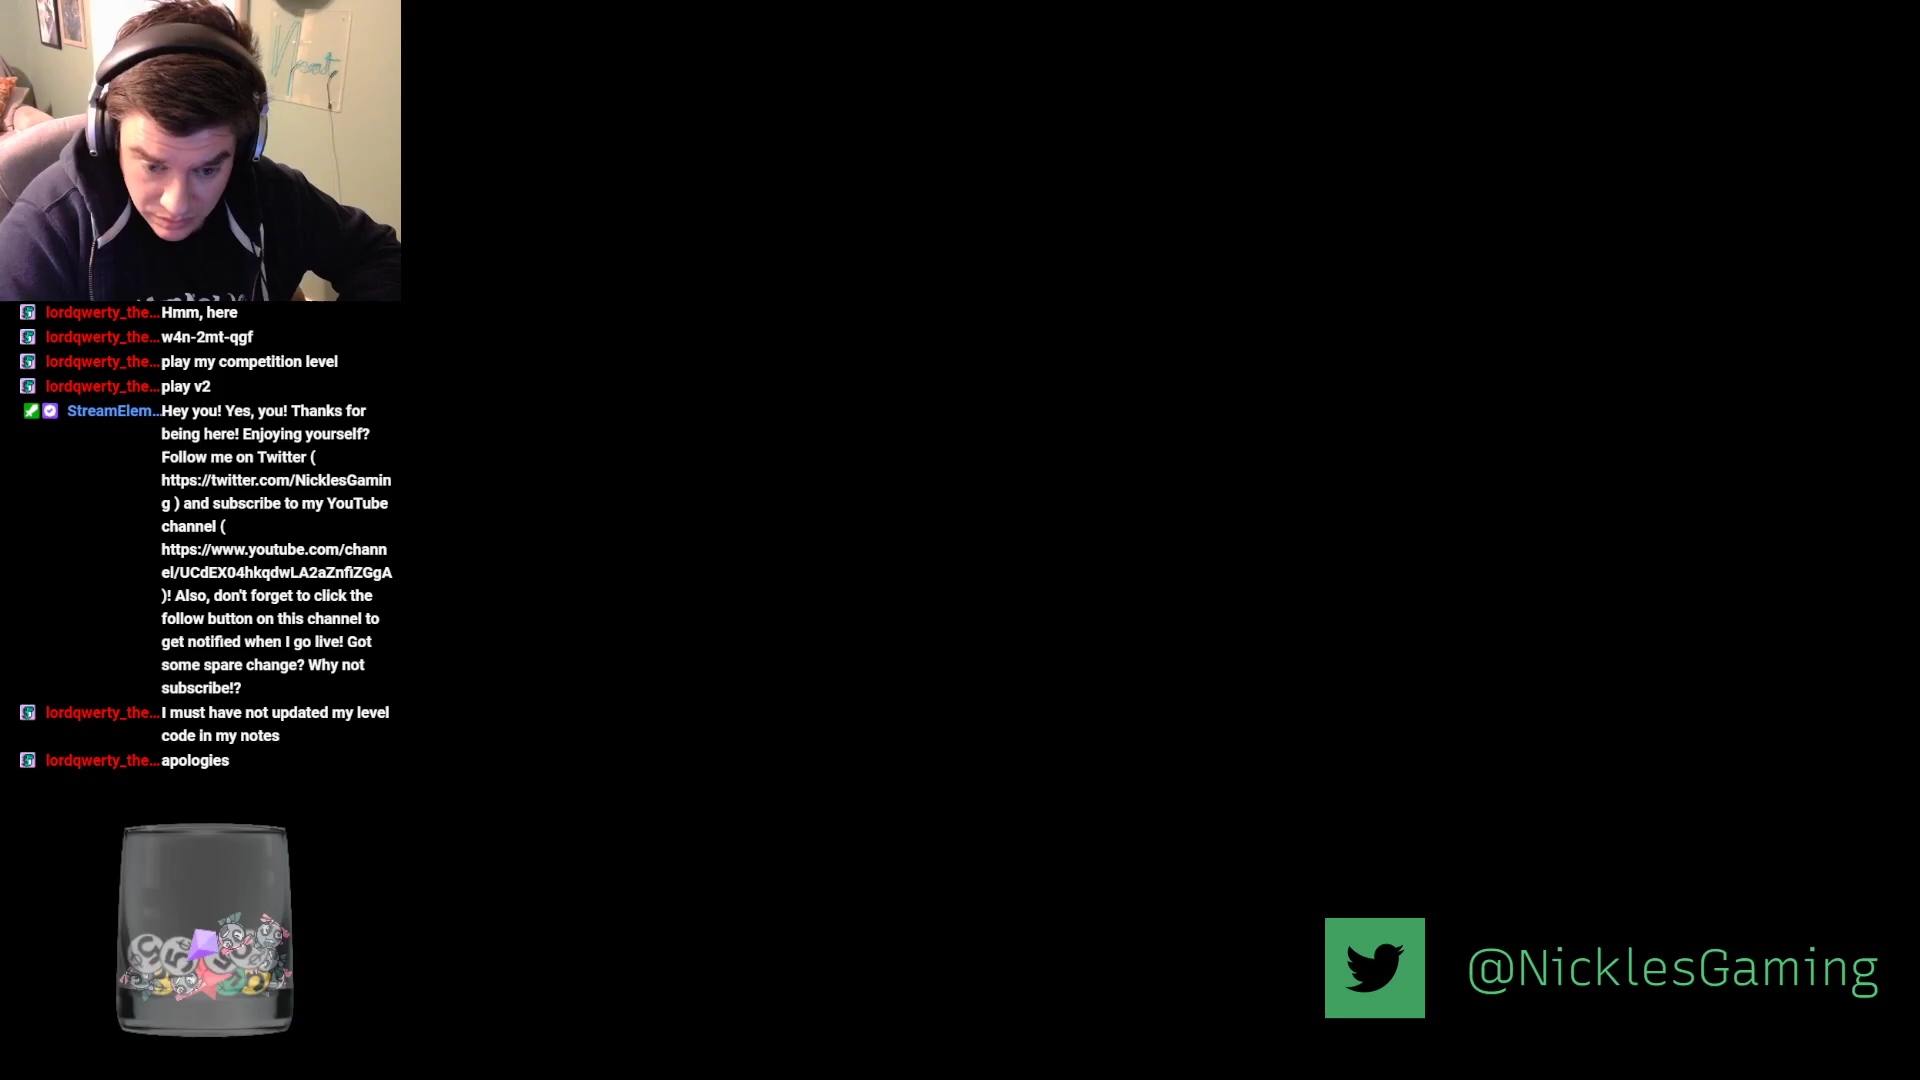 lordqwerty_the... Hmm, here
lordqwerty_the... w4n-2mt-qgf
lordqwerty_the... play my competition level
lordqwerty_the... play v2
StreamElem... Hey you! Yes, you! Thanks for
being here! Enjoying yourself?
Follow me on Twitter (
https://twitter.com/NicklesGamin
g ) and subscribe to my YouTube
channel (
https://www.youtube.com/chann
el/UCdEX04hkqdwLA2aZnfiZGgA
)! Also, don't forget to click the
follow button on this channel to
get notified when I go live! Got
some spare change? Why not
subscribe!?
lordqwerty_the... I must have not updated my level
code in my notes
lordqwerty_the... apologies
@NicklesGaming